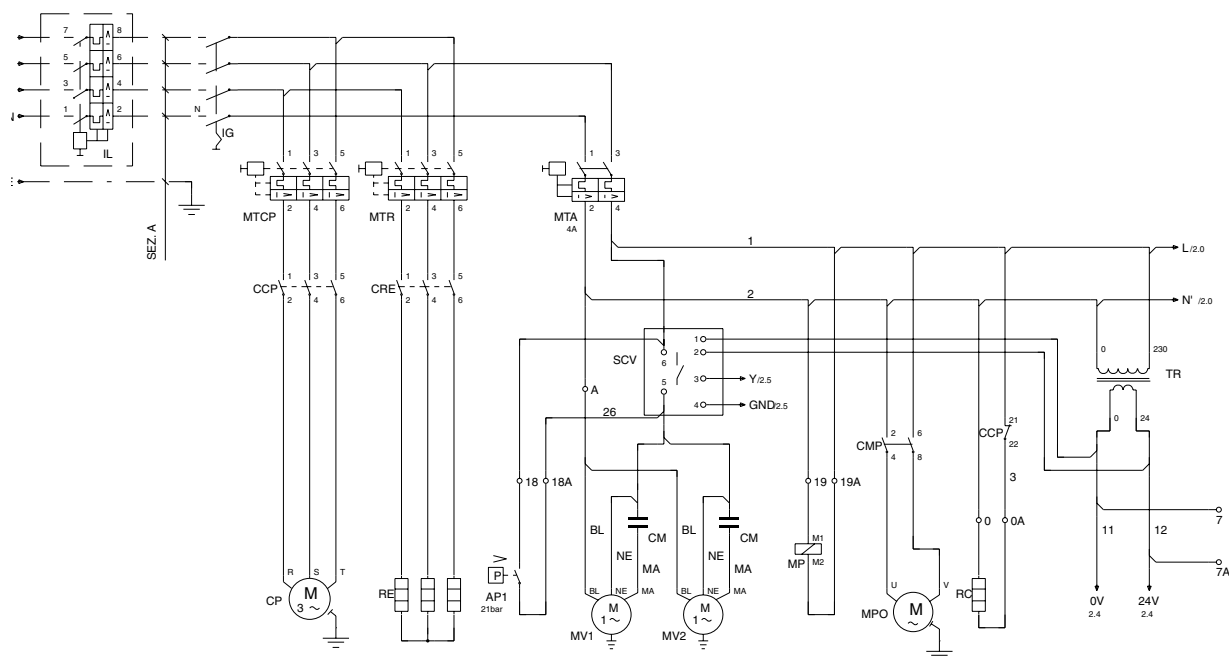 7 8
5 6
3 4
1 2
N
IL
IG
SEZ. A
1 3 5
1 3 5
1 3
MTCP
2 4 6
MTR
2 4 6
MTA
4A
2 4
1
L/2.0
2
N' /2.0
CCP
1 3 5
2 4 6
CRE
1 3 5
2 4 6
SCV
6
5
1
2
3
4
Y/2.5
GND/2.5
0 230
TR
0 24
A
26
CMP
2 6
4 8
CCP
21
22
3
18 18A
19 19A
0 0A
11 12
7
7A
BL NE CM MA
BL NE CM MA
P
AP1
21bar
MP
M1
M2
R S T
CP
M
3 ~
RE
BL NE MA
M
1 ~
MV1
BL NE MA
M
1 ~
MV2
U V
MPO
M
~
RC
0V
2.4
24V
2.4